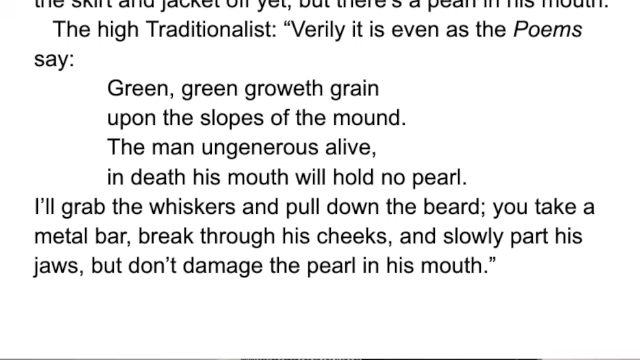 the skirt and jacket off yet, but there's a pearl in his mouth.
The high Traditionalist: “Verily it is even as the Poems
say:
Green, green groweth grain
upon the slopes of the mound.
The man ungenerous alive,
in death his mouth will hold no pearl.
I’ll grab the whiskers and pull down the beard; you take a
metal bar, break through his cheeks, and slowly part his
jaws, but don’t damage the pearl in his mouth.”